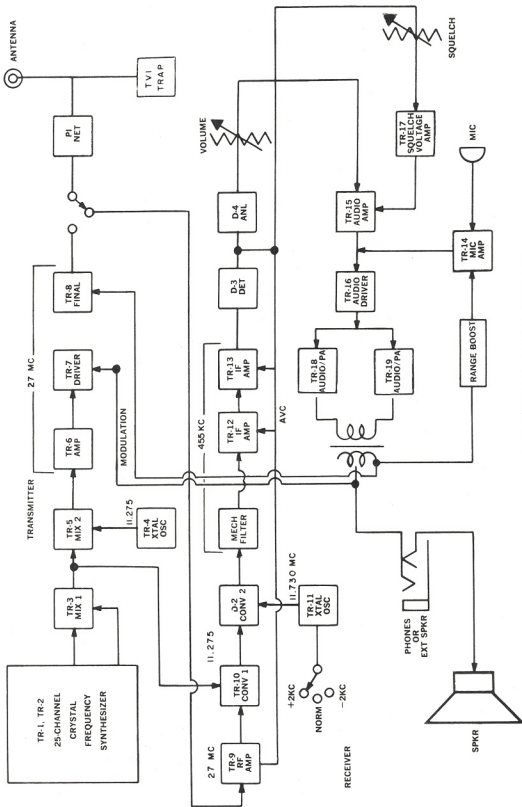 ANTENNA
TVI
TRAP
PI
NET
27 MC
TR-8
FINAL
TR-7
DRIVER
TR-6
AMP
MODULATION
TRANSMITTER
TR-5
MIX 2
11.275
TR-4
XTAL
OSC
TR-3
MIX 1
TR-1, TR-2
25-CHANNEL
CRYSTAL
FREQUENCY
SYNTHESIZER
VOLUME
D-4
ANL
D-3
DET
TR-13
IF
AMP
TR-12
IF
AMP
455KC
AVC
MECH
FILTER
D-2
CONV 2
11.730 MC
TR-11
XTAL
OSC
11.275
TR-10
CONV 1
+2KC
NORM
-2KC
27 MC
TR-9
RF
AMP
RECEIVER
SQUELCH
TR-17
SQUELCH
VOLTAGE
AMP
MIC
TR-15
AUDIO
AMP
TR-14
MIC
AMP
TR-16
AUDIO
DRIVER
TR-18
AUDIO/PA
TR-19
AUDIO/PA
RANGE BOOST
PHONES
OR
EXT SPKR
SPKR